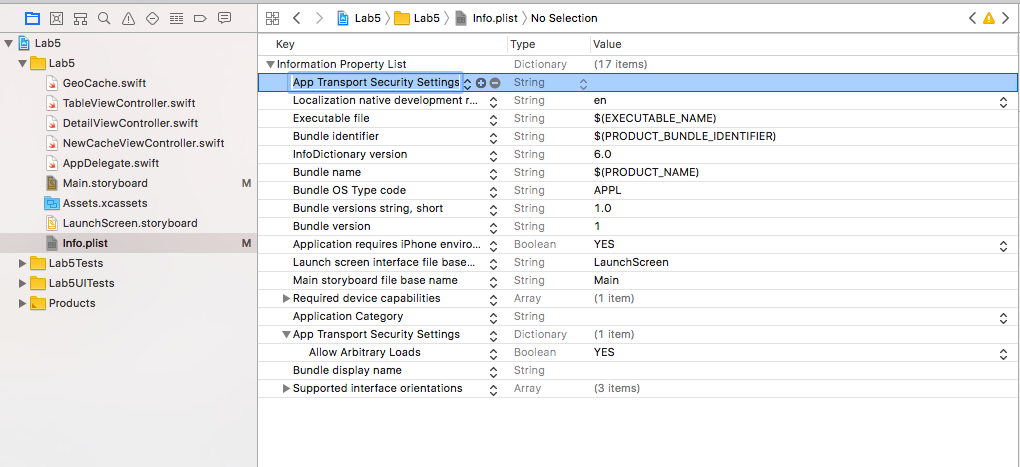 Lab5 Lab5 Info.plist No Selection
Lab5
Lab5
GeoCache.swift
TableViewController.swift
DetailViewController.swift
NewCacheViewController.swift
AppDelegate.swift
Main.storyboard M
Assets.xcassets
LaunchScreen.storyboard
Info.plist M
Lab5Tests
Lab5UITests
Products
Key Type Value
Information Property List Dictionary (17 items)
App Transport Security Settings String
Localization native development r... String en
Executable file String $(EXECUTABLE_NAME)
Bundle identifier String $(PRODUCT_BUNDLE_IDENTIFIER)
InfoDictionary version String 6.0
Bundle name String $(PRODUCT_NAME)
Bundle OS Type code String APPL
Bundle versions string, short String 1.0
Bundle version String 1
Application requires iPhone enviro... Boolean YES
Launch screen interface file base... String LaunchScreen
Main storyboard file base name String Main
Required device capabilities Array (1 item)
Application Category String
App Transport Security Settings Dictionary (1 item)
Allow Arbitrary Loads Boolean YES
Bundle display name String
Supported interface orientations Array (3 items)